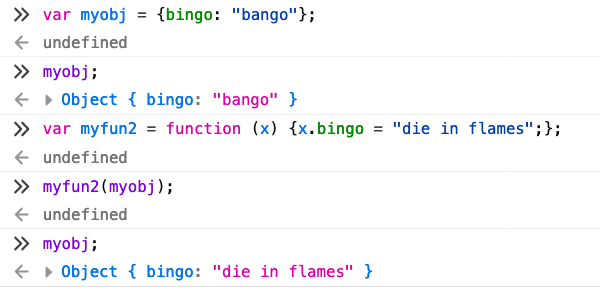 var myobj = {bingo: "bango"};
undefined
myobj;
Object { bingo: "bango" }
var myfun2 = function (x) {x.bingo = "die in flames";};
undefined
myfun2(myobj);
undefined
myobj;
Object { bingo: "die in flames" }